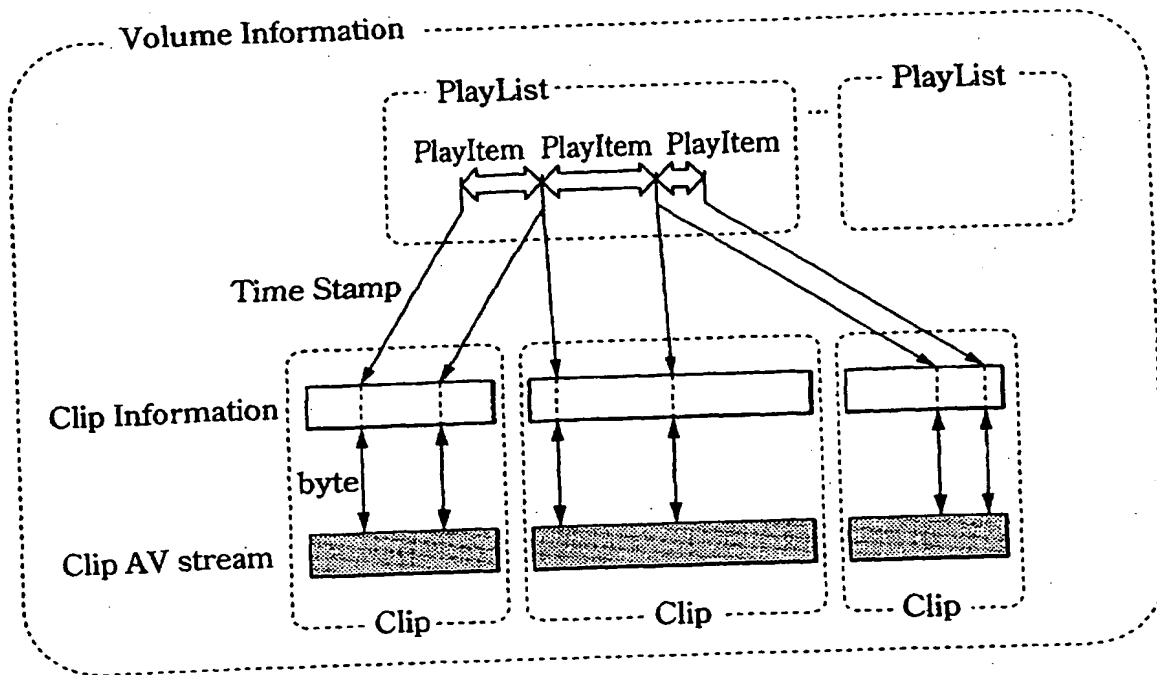 Volume Information
PlayList
PlayList
...
PlayItem PlayItem PlayItem
Time Stamp
Clip Information
byte
Clip AV stream
Clip
Clip
Clip